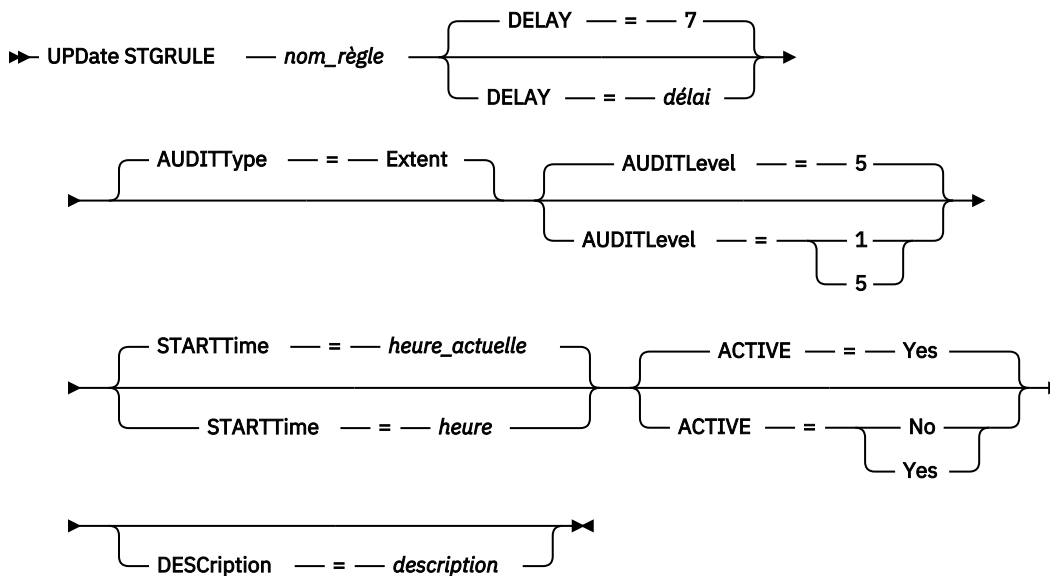 DELAY = 7
UPDate STGRULE nom_règle
DELAY = délai
AUDITType = Extent
AUDITLevel = 5
AUDITLevel = 1
5
STARTTime = heure_actuelle
ACTIVE = Yes
STARTTime = heure
ACTIVE = No
Yes
DESCription = description